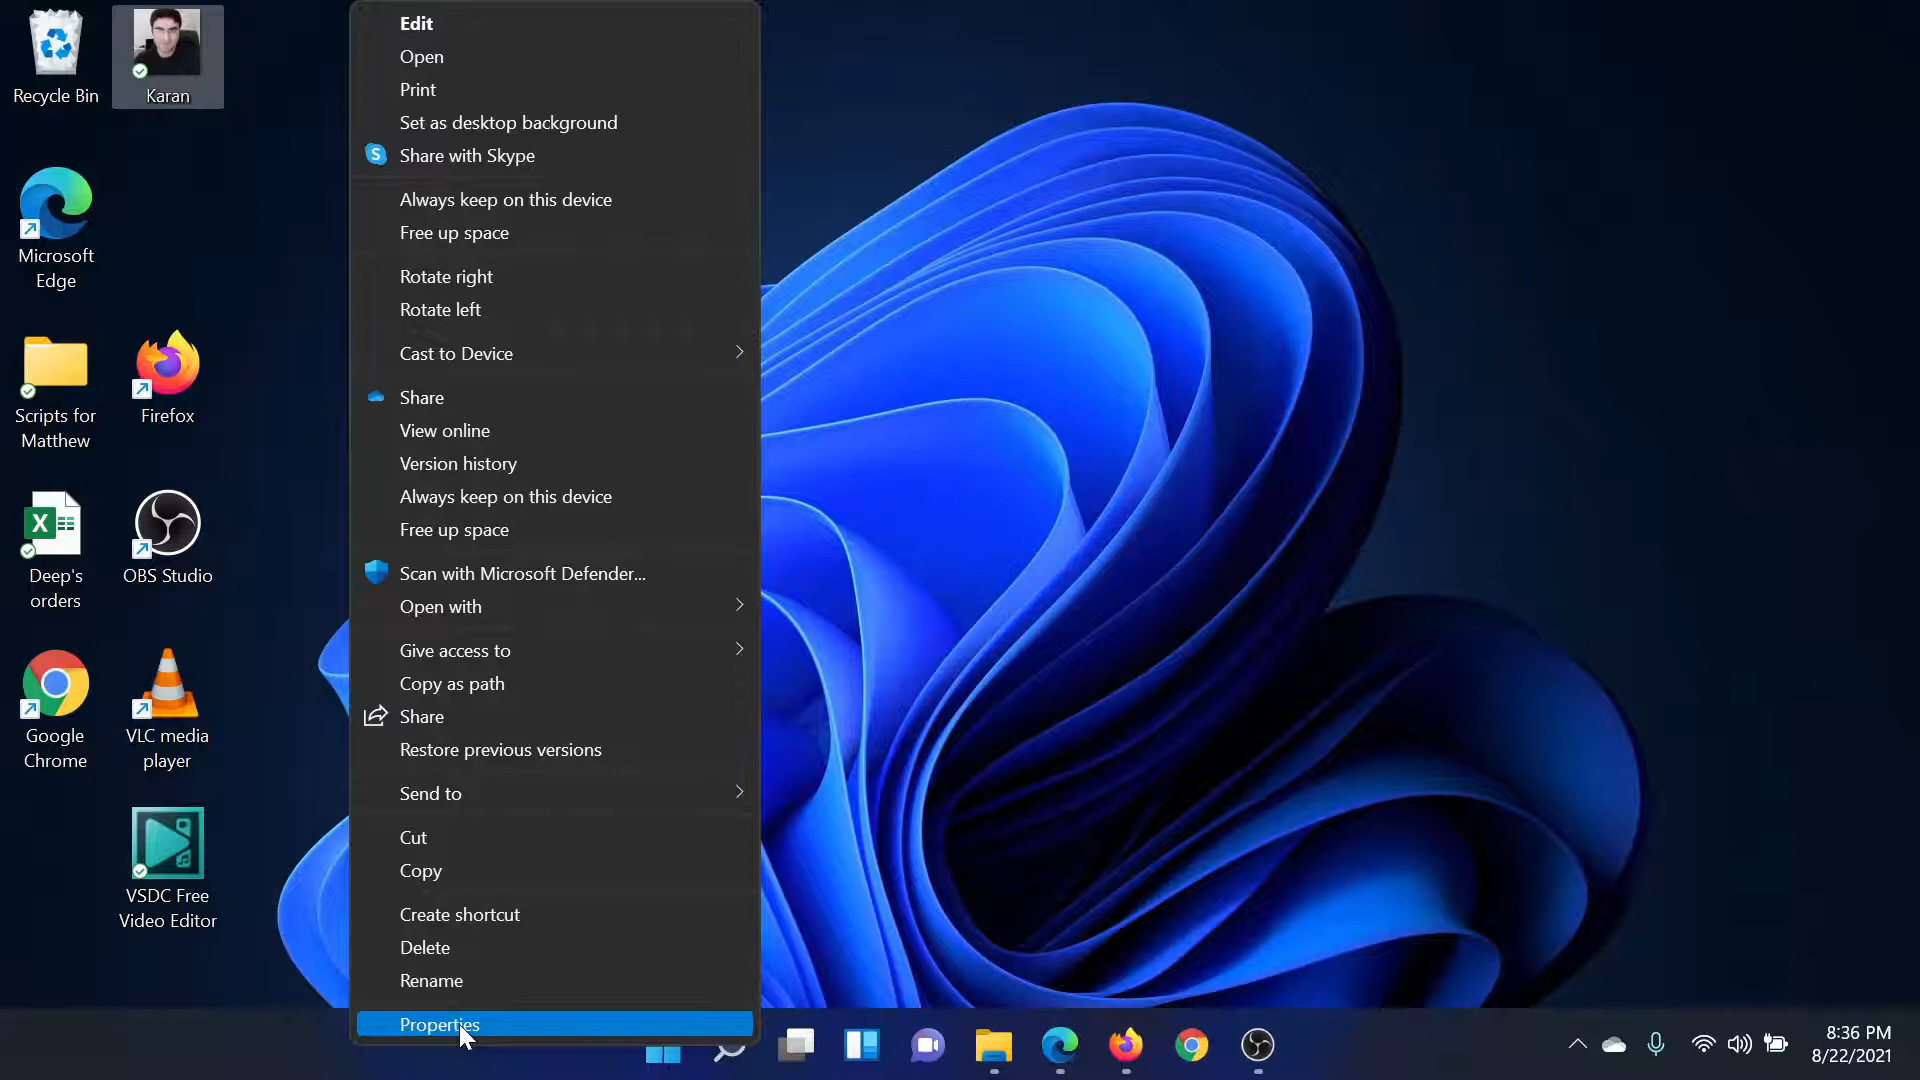 Recycle Bin
Karan
Microsoft
Edge
Scripts for
Matthew
Firefox
Deep's
orders
OBS Studio
Google
Chrome
VLC media
player
VSDC Free
Video Editor
Edit
Open
Print
Set as desktop background
S
Share with Skype
Always keep on this device
Free up space
Rotate right
Rotate left
Cast to Device
Share
View online
Version history
Always keep on this device
Free up space
Scan with Microsoft Defender...
Open with
Give access to
Copy as path
Share
Restore previous versions
Send to
Cut
Copy
Create shortcut
Delete
Rename
Properties
X
8:36 PM
8/22/2021